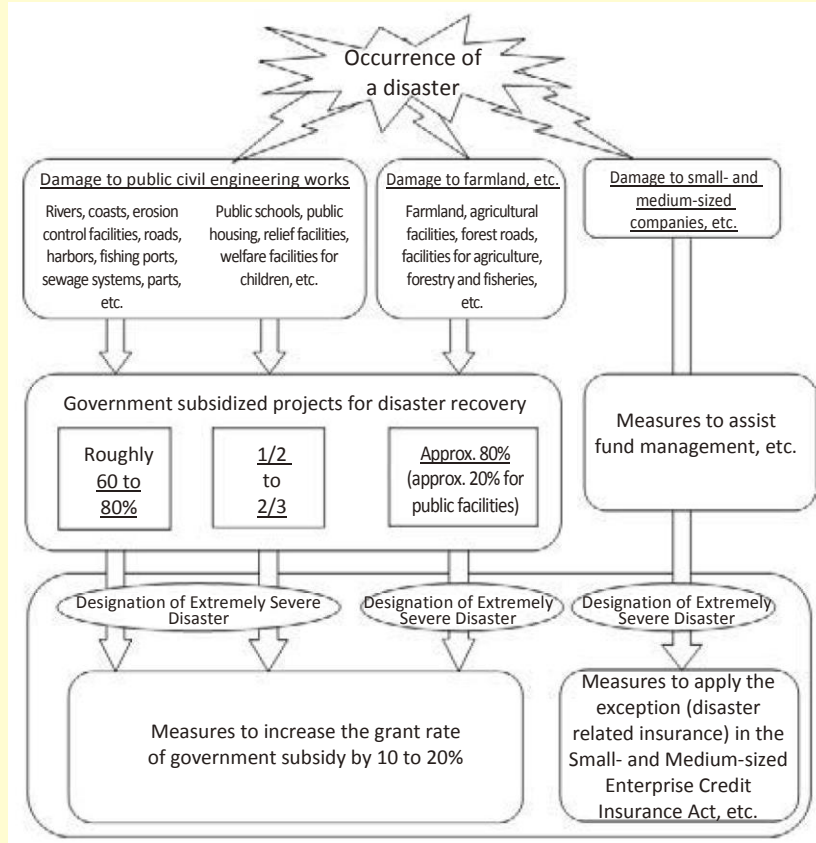 Occurrence of
a disaster
Damage to public civil engineering works
Rivers, coasts, erosion
control facilities, roads,
harbors, fishing ports,
sewage systems, parts,
etc.
Public schools, public
housing, relief facilities,
welfare facilities for
children, etc.
Damage to farmland, etc.
Farmland, agricultural
facilities, forest roads,
facilities for agriculture,
forestry and fisheries,
etc.
Damage to small- and
medium-sized
companies, etc.
Government subsidized projects for disaster recovery
Roughly
60 to
80%
1/2
to
2/3
Approx. 80%
(approx. 20% for
public facilities)
Measures to assist
fund management, etc.
Designation of Extremely Severe
Disaster
Designation of Extremely
Severe Disaster
Designation of Extremely
Severe Disaster
Measures to increase the grant rate
of government subsidy by 10 to 20%
Measures to apply the
exception (disaster
related insurance) in the
Small- and Medium-sized
Enterprise Credit
Insurance Act, etc.